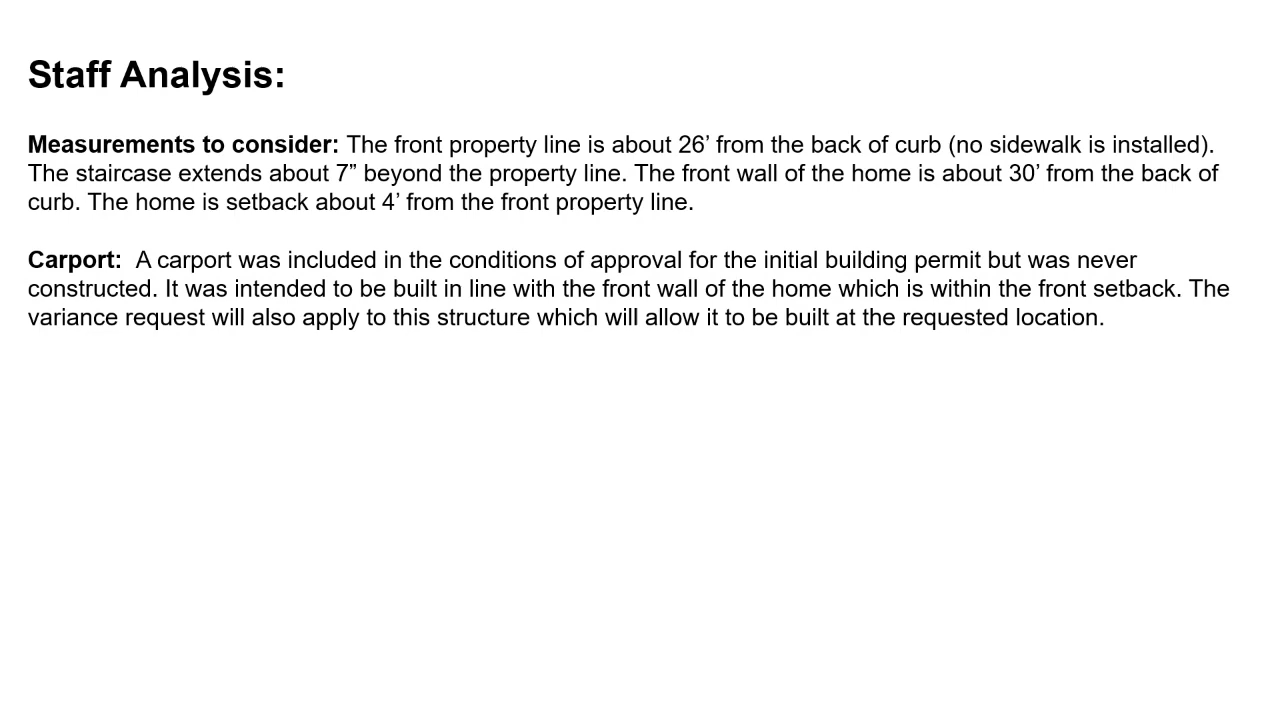 Staff Analysis:
Measurements to consider: The front property line is about 26’ from the back of curb (no sidewalk is installed).
The staircase extends about 7” beyond the property line. The front wall of the home is about 30’ from the back of
curb. The home is setback about 4’ from the front property line.
Carport:  A carport was included in the conditions of approval for the initial building permit but was never
constructed. It was intended to be built in line with the front wall of the home which is within the front setback. The
variance request will also apply to this structure which will allow it to be built at the requested location.